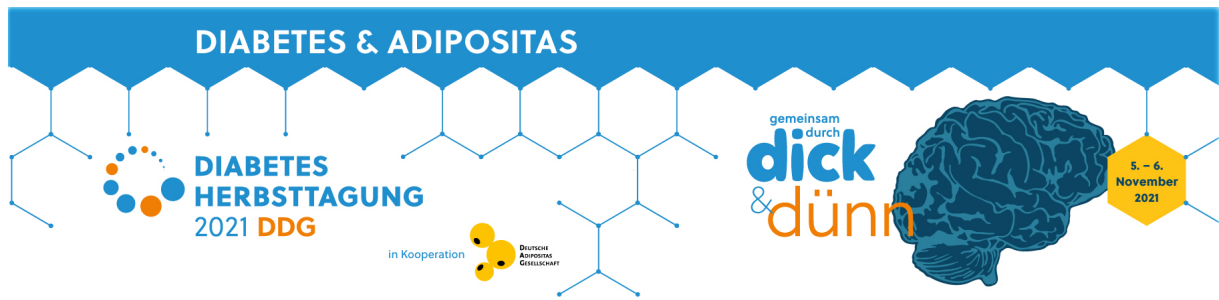 DIABETES & ADIPOSITAS
DIABETES
HERBSTTAGUNG
2021 DDG
in Kooperation
DEUTSCHE
ADIPOSITAS
GESELLSCHAFT
gemeinsam
durch
dick
& dünn
5. – 6.
November
2021